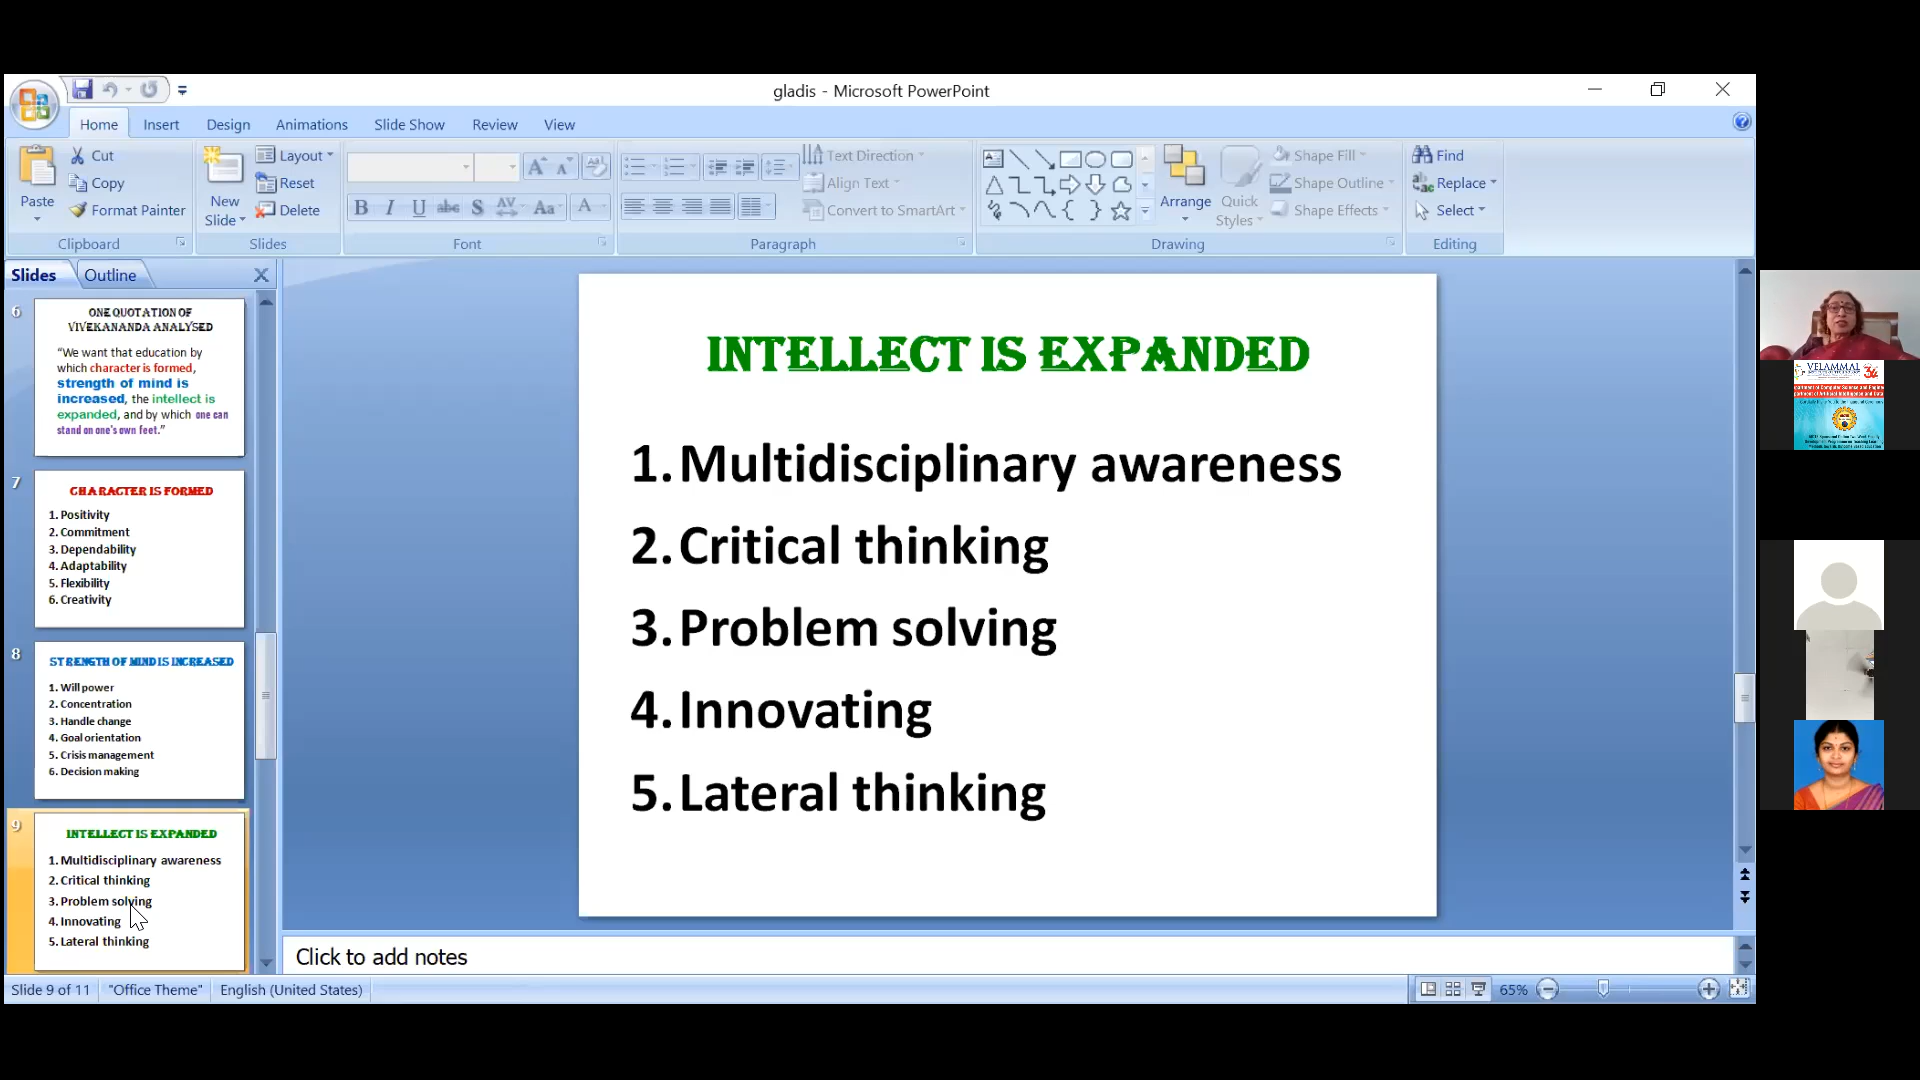 gladis - Microsoft PowerPoint
Home Insert Design Animations Slide Show Review View
Paste
Cut
Copy
Format Painter
Clipboard
New
Slide
Layout
Reset
Delete
Slides
Font
Text Direction
Align Text
Convert to SmartArt
Paragraph
Arrange
Quick
Styles
Shape Fill
Shape Outline
Shape Effects
Drawing
Find
Replace
Select
Editing
Slides Outline
6
ONE QUOTATION OF
VIVEKANANDA ANALYSED
“We want that education by
which character is formed,
strength of mind is
increased, the intellect is
expanded, and by which one can
stand on one's own feet.”
7
CHARACTER IS FORMED
1. Positivity
2. Commitment
3. Dependability
4. Adaptability
5. Flexibility
6. Creativity
8
STRENGTH OF MIND IS INCREASED
1. Will power
2. Concentration
3. Handle change
4. Goal orientation
5. Crisis management
6. Decision making
9
INTELLECT IS EXPANDED
1. Multidisciplinary awareness
2. Critical thinking
3. Problem solving
4. Innovating
5. Lateral thinking
INTELLECT IS EXPANDED
1. Multidisciplinary awareness
2. Critical thinking
3. Problem solving
4. Innovating
5. Lateral thinking
Click to add notes
Slide 9 of 11 "Office Theme" English (United States) 65%
VELAMMAL